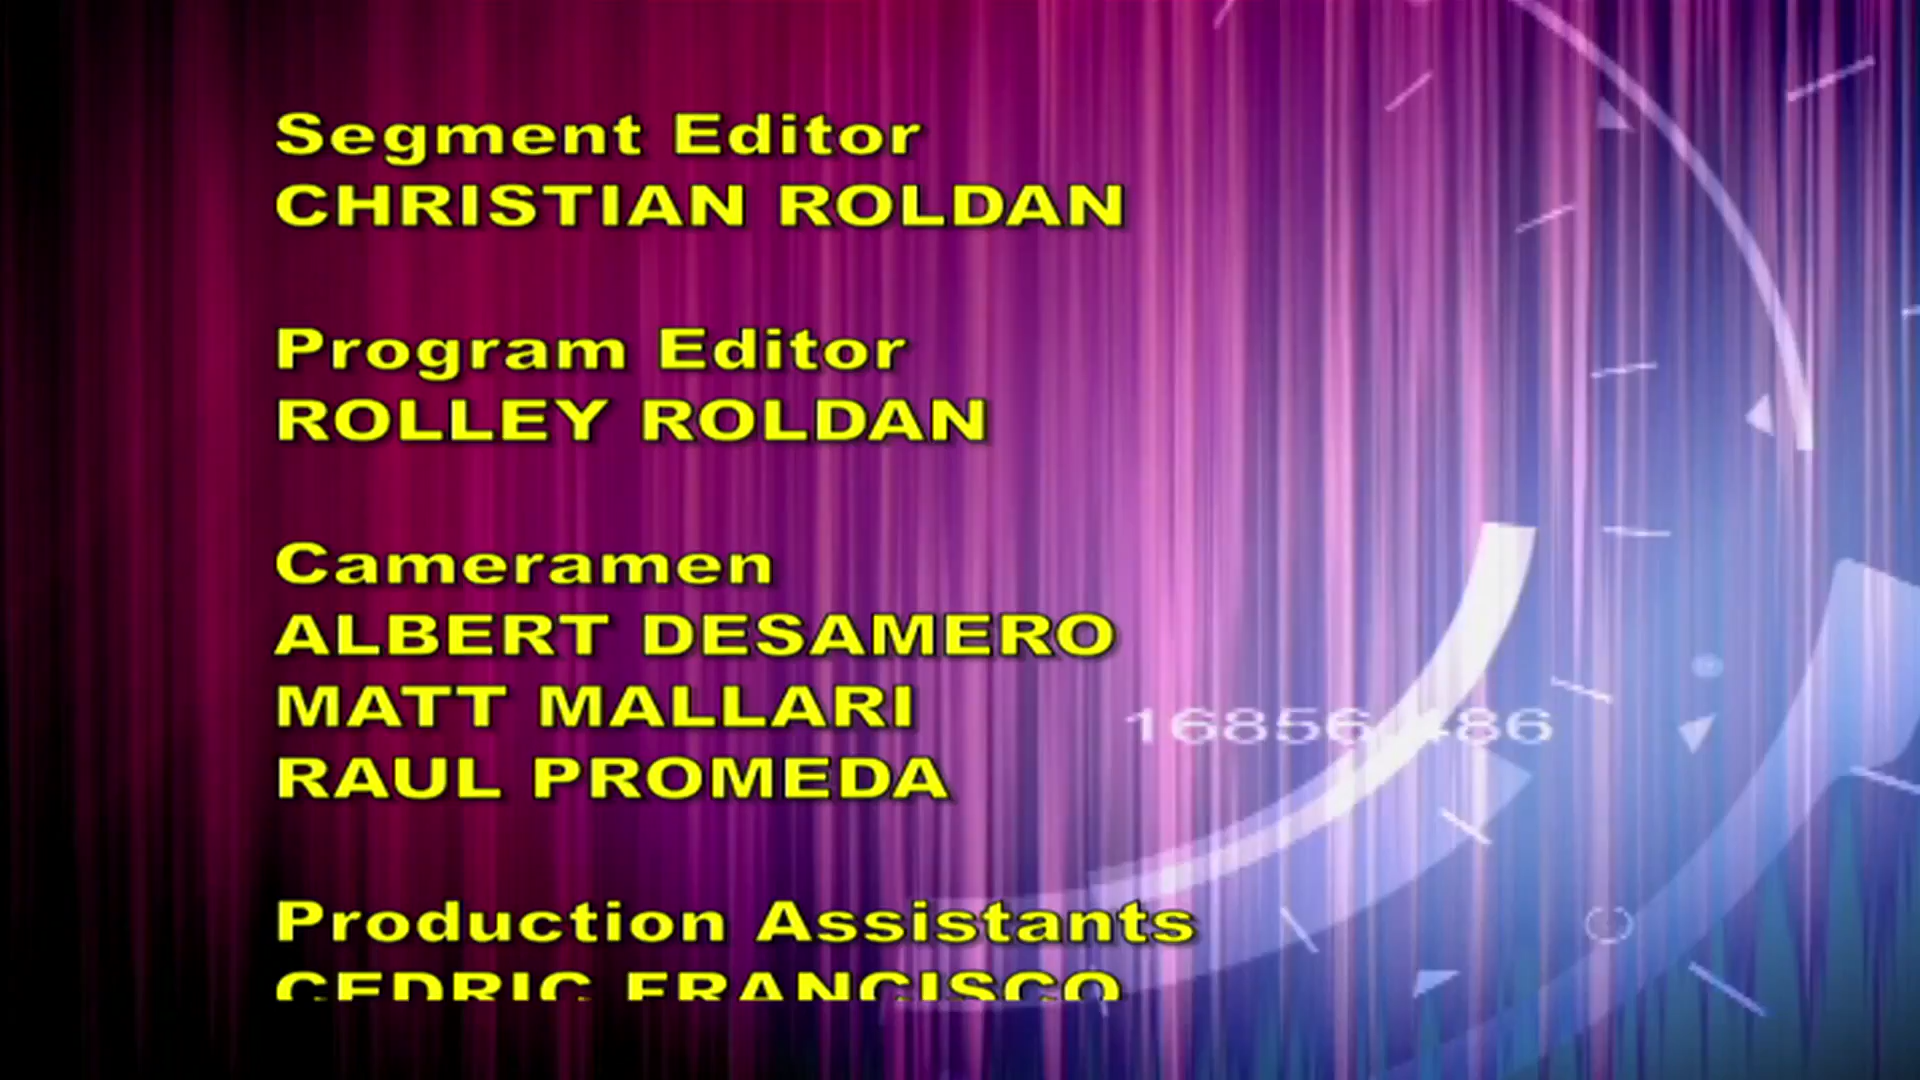 Segment Editor
CHRISTIAN ROLDAN
Program Editor
ROLLEY ROLDAN
Cameramen
ALBERT DESAMERO
MATT MALLARI
RAUL PROMEDA
Production Assistants
CEDRIC FRANCISCO